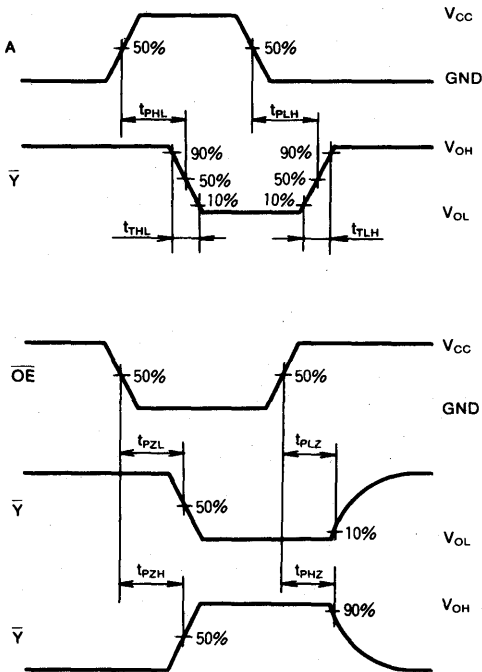 VCC
A
50%
50%
GND
tPHL
tPLH
VOH
Y̅
90%
90%
50%
50%
10%
10%
VOL
tTHL
tTLH
VCC
O̅E̅
50%
50%
GND
tPZL
tPLZ
Y̅
50%
10%
VOL
tPZH
tPHZ
VOH
90%
Y̅
50%